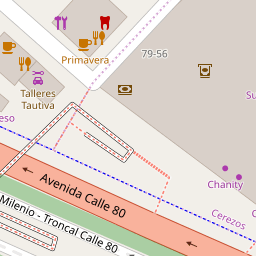 79-56
Primavera
Talleres
Tautiva
Chanity
Cerezos
Avenida Calle 80
Milenio - Troncal Calle 80